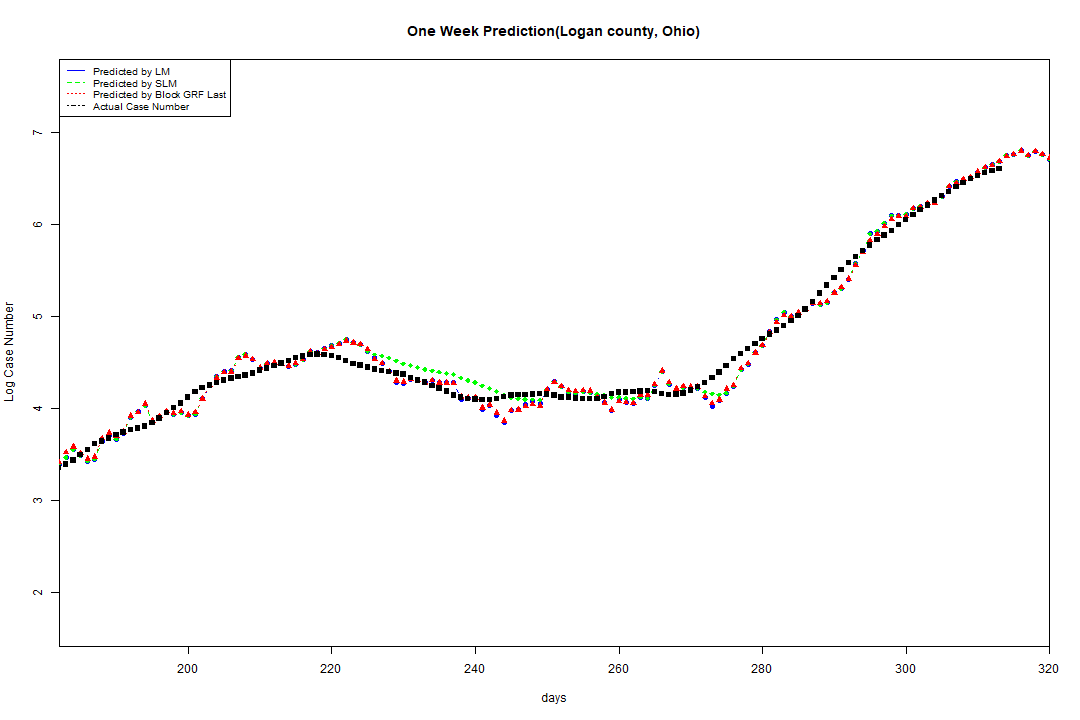 One Week Prediction(Logan county, Ohio)
Predicted by LM
Predicted by SLM
Predicted by Block GRF Last
Actual Case Number
7
6
5
4
3
2
Log Case Number
200 220 240 260 280 300 320
days